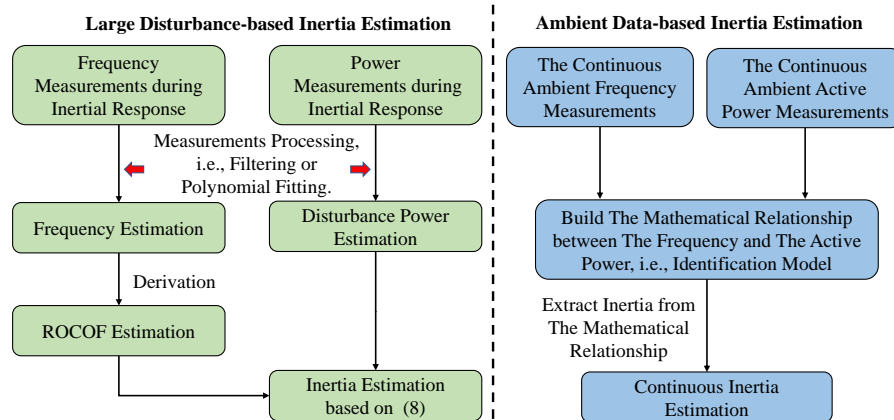 Large Disturbance-based Inertia Estimation
Frequency
Measurements during
Inertial Response
Power
Measurements during
Inertial Response
Measurements Processing,
i.e., Filtering or
Polynomial Fitting.
Frequency Estimation
Disturbance Power
Estimation
Derivation
ROCOF Estimation
Inertia Estimation
based on (8)
Ambient Data-based Inertia Estimation
The Continuous
Ambient Frequency
Measurements
The Continuous
Ambient Active
Power Measurements
Build The Mathematical Relationship
between The Frequency and The Active
Power, i.e., Identification Model
Extract Inertia from
The Mathematical
Relationship
Continuous Inertia
Estimation